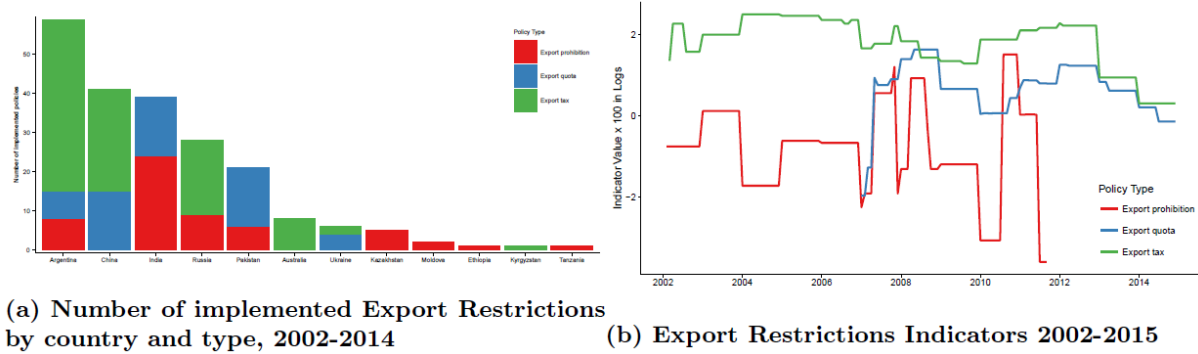 Number of implemented policies
60
50
40
30
20
10
0
Policy Type
Export prohibition
Export quota
Export tax
Argentina China India Russia Pakistan Australia Ukraine Kazakhstan Moldova Ethiopia Kyrgyzstan Tanzania
(a) Number of implemented Export Restrictions
by country and type, 2002-2014
Indicator Value x 100 in Logs
2
0
−2
Policy Type
Export prohibition
Export quota
Export tax
2002 2004 2006 2008 2010 2012 2014
(b) Export Restrictions Indicators 2002-2015